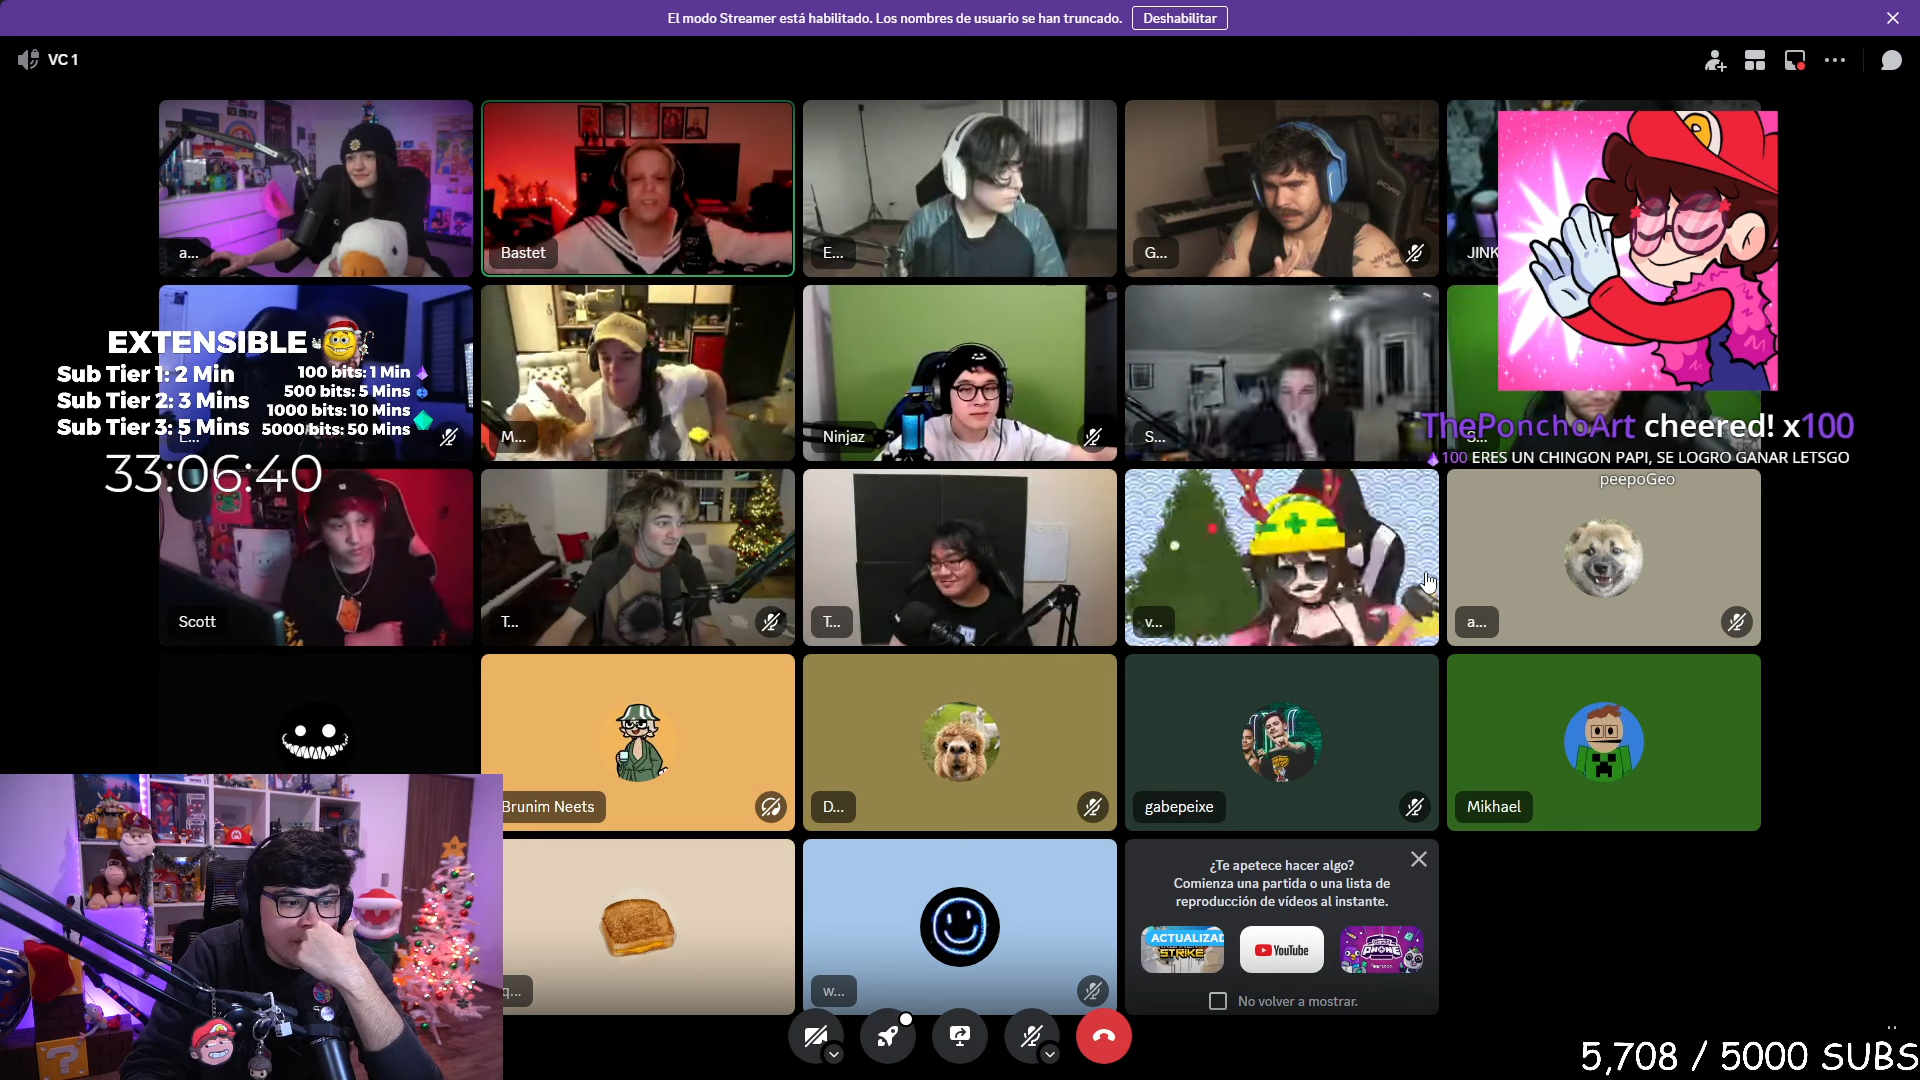 El modo Streamer está habilitado. Los nombres de usuario se han truncado.
Deshabilitar
VC 1
a...
Bastet
E...
G...
JINK
EXTENSIBLE
Sub Tier 1: 2 Min
Sub Tier 2: 3 Mins
Sub Tier 3: 5 Mins
100 bits: 1 Min
500 bits: 5 Mins
1000 bits: 10 Mins
5000 bits: 50 Mins
33:06:40
M...
Ninjaz
S...
ThePonchoArt cheered! x100
100 ERES UN CHINGON PAPI, SE LOGRO GANAR LETSGO
peepoGeo
Scott
T...
T...
v...
a...
Brunim Neets
D...
gabepeixe
Mikhael
q...
w...
¿Te apetece hacer algo?
Comienza una partida o una lista de
reproducción de vídeos al instante.
ACTUALIZAD
STRIKE
YouTube
PHONE
No volver a mostrar.
5,708 / 5000 SUBS